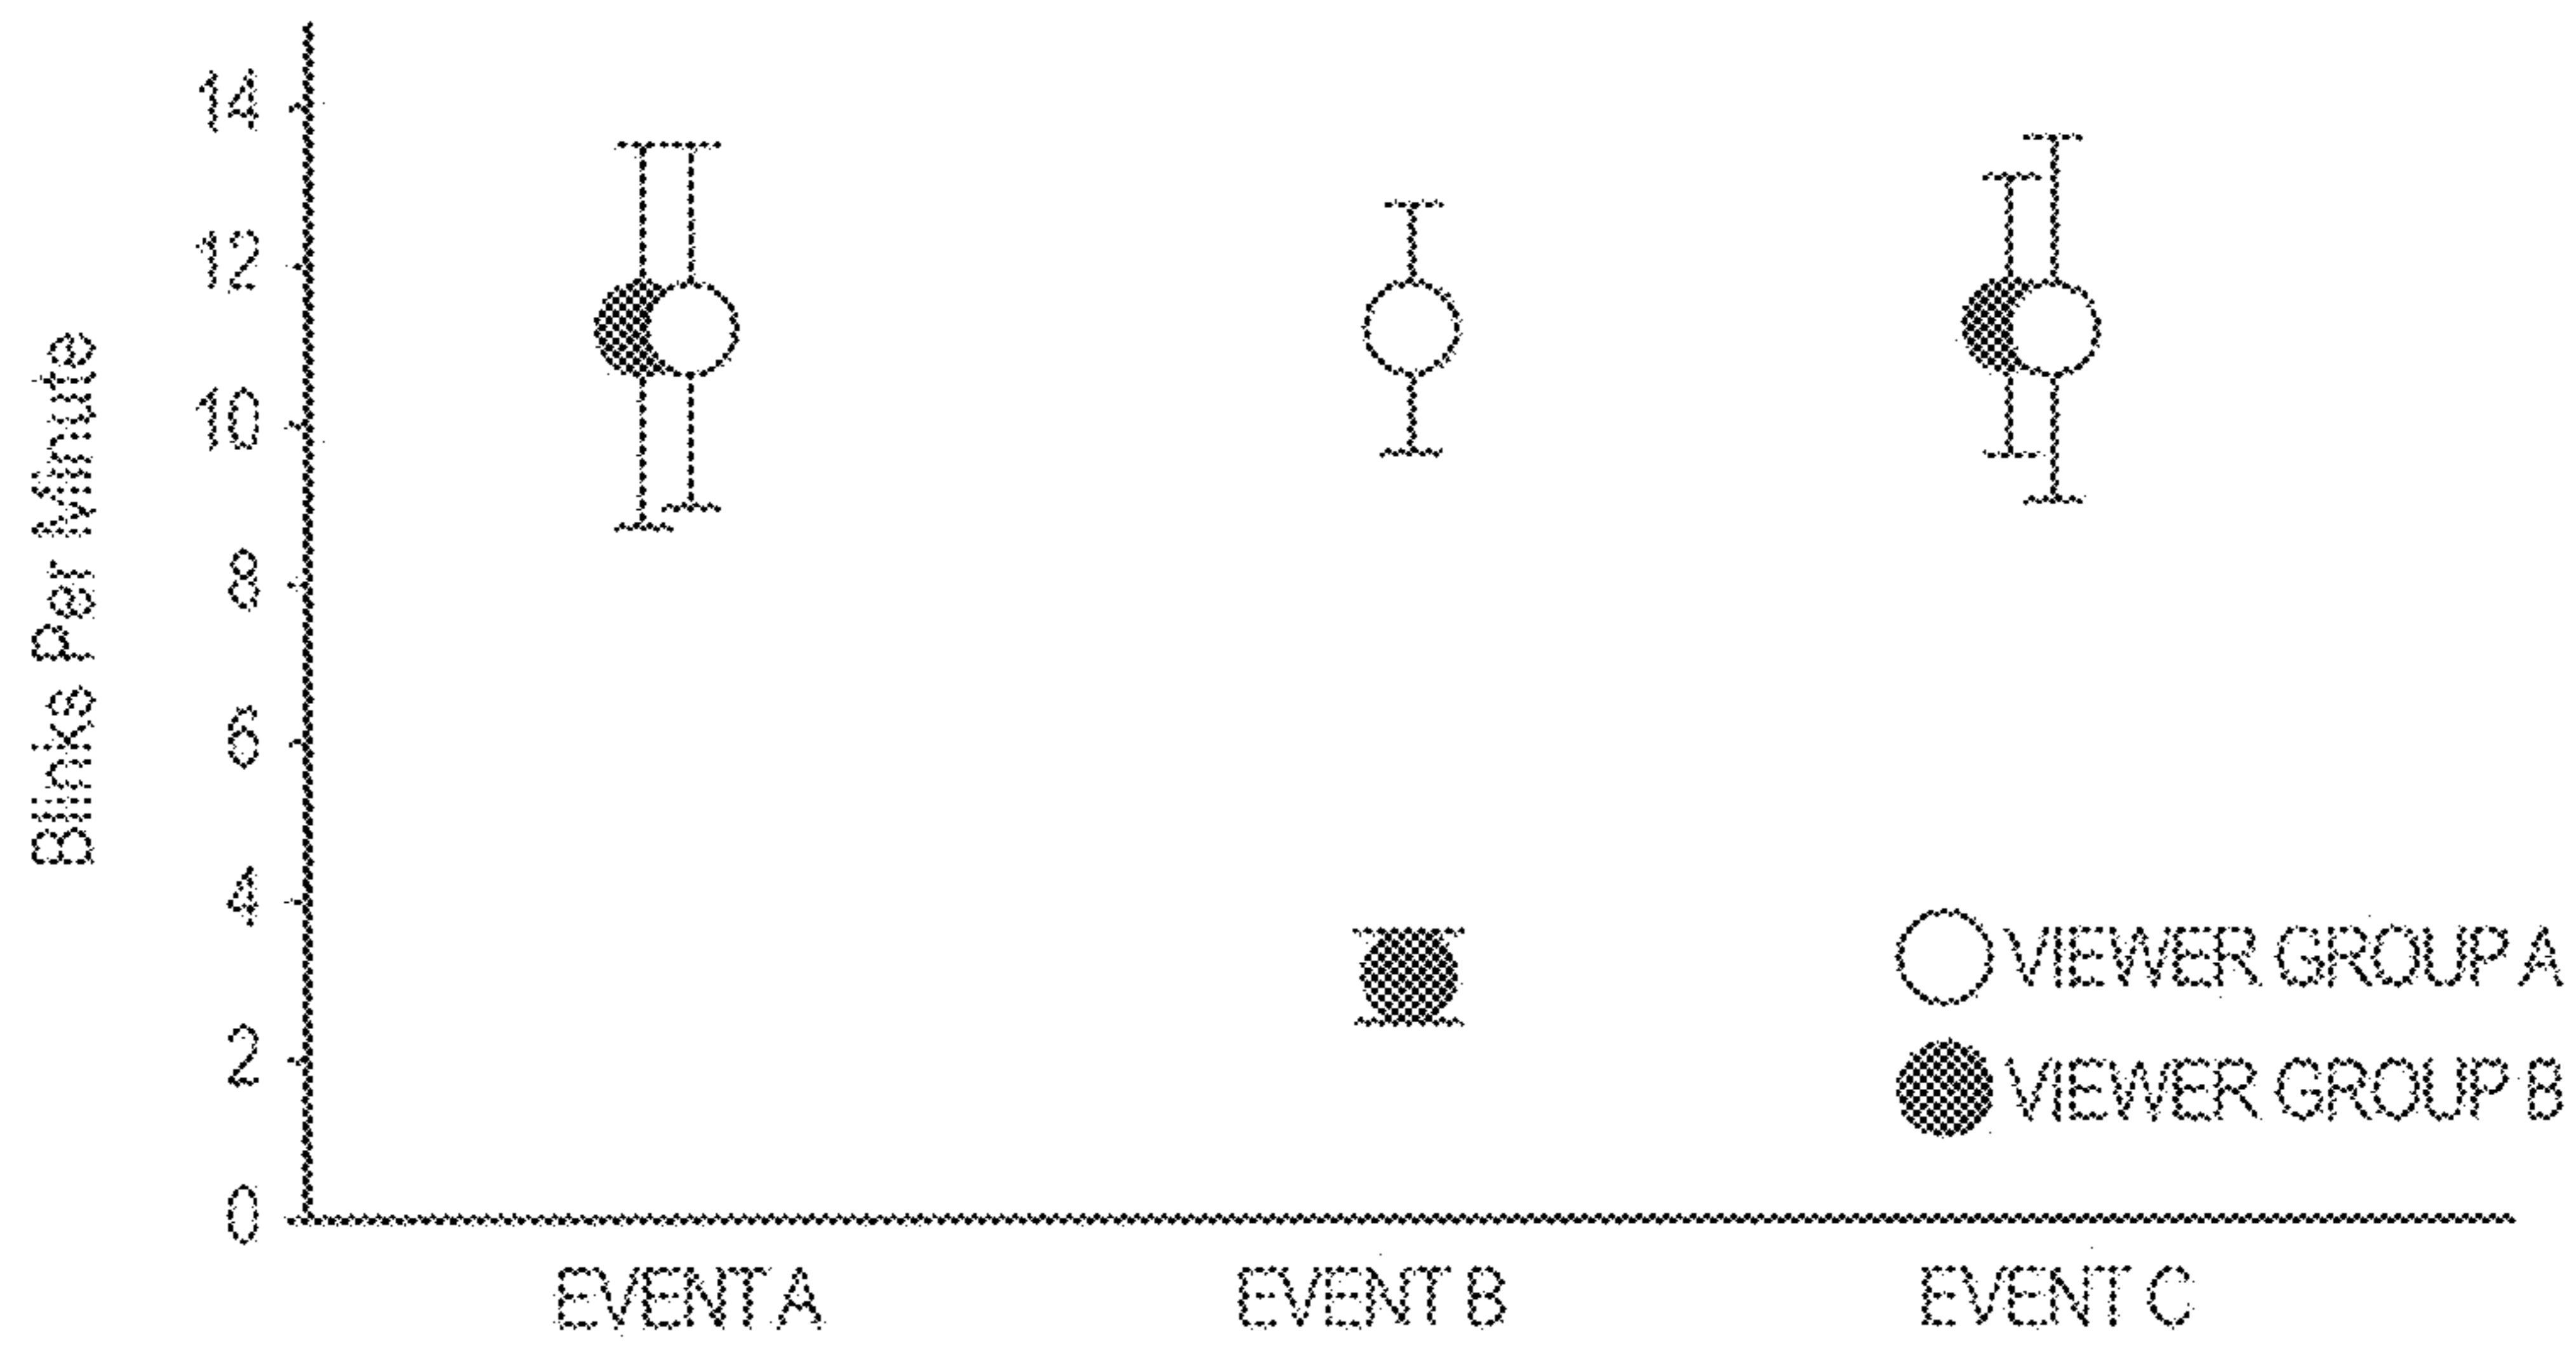 Blinks Per Minute
14
12
10
8
6
4
2
0
EVENT A
EVENT B
EVENT C
VIEWER GROUP A
VIEWER GROUP B